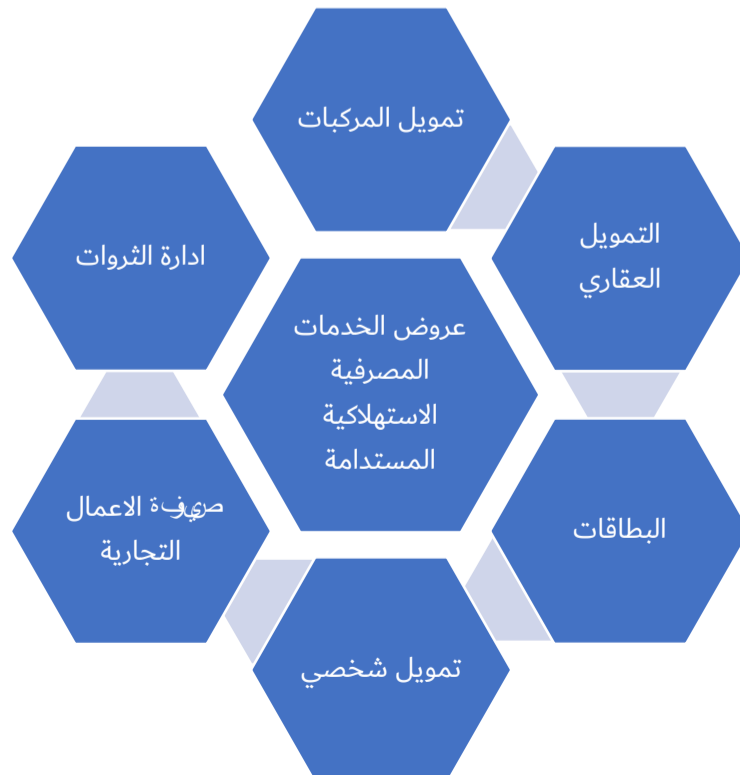 تمويل المركبات
التمويل
العقاري
ادارة الثروات
عروض الخدمات
المصرفية
الاستهلاكية
المستدامة
الاعمال
التجارية
البطاقات
تمويل شخصي